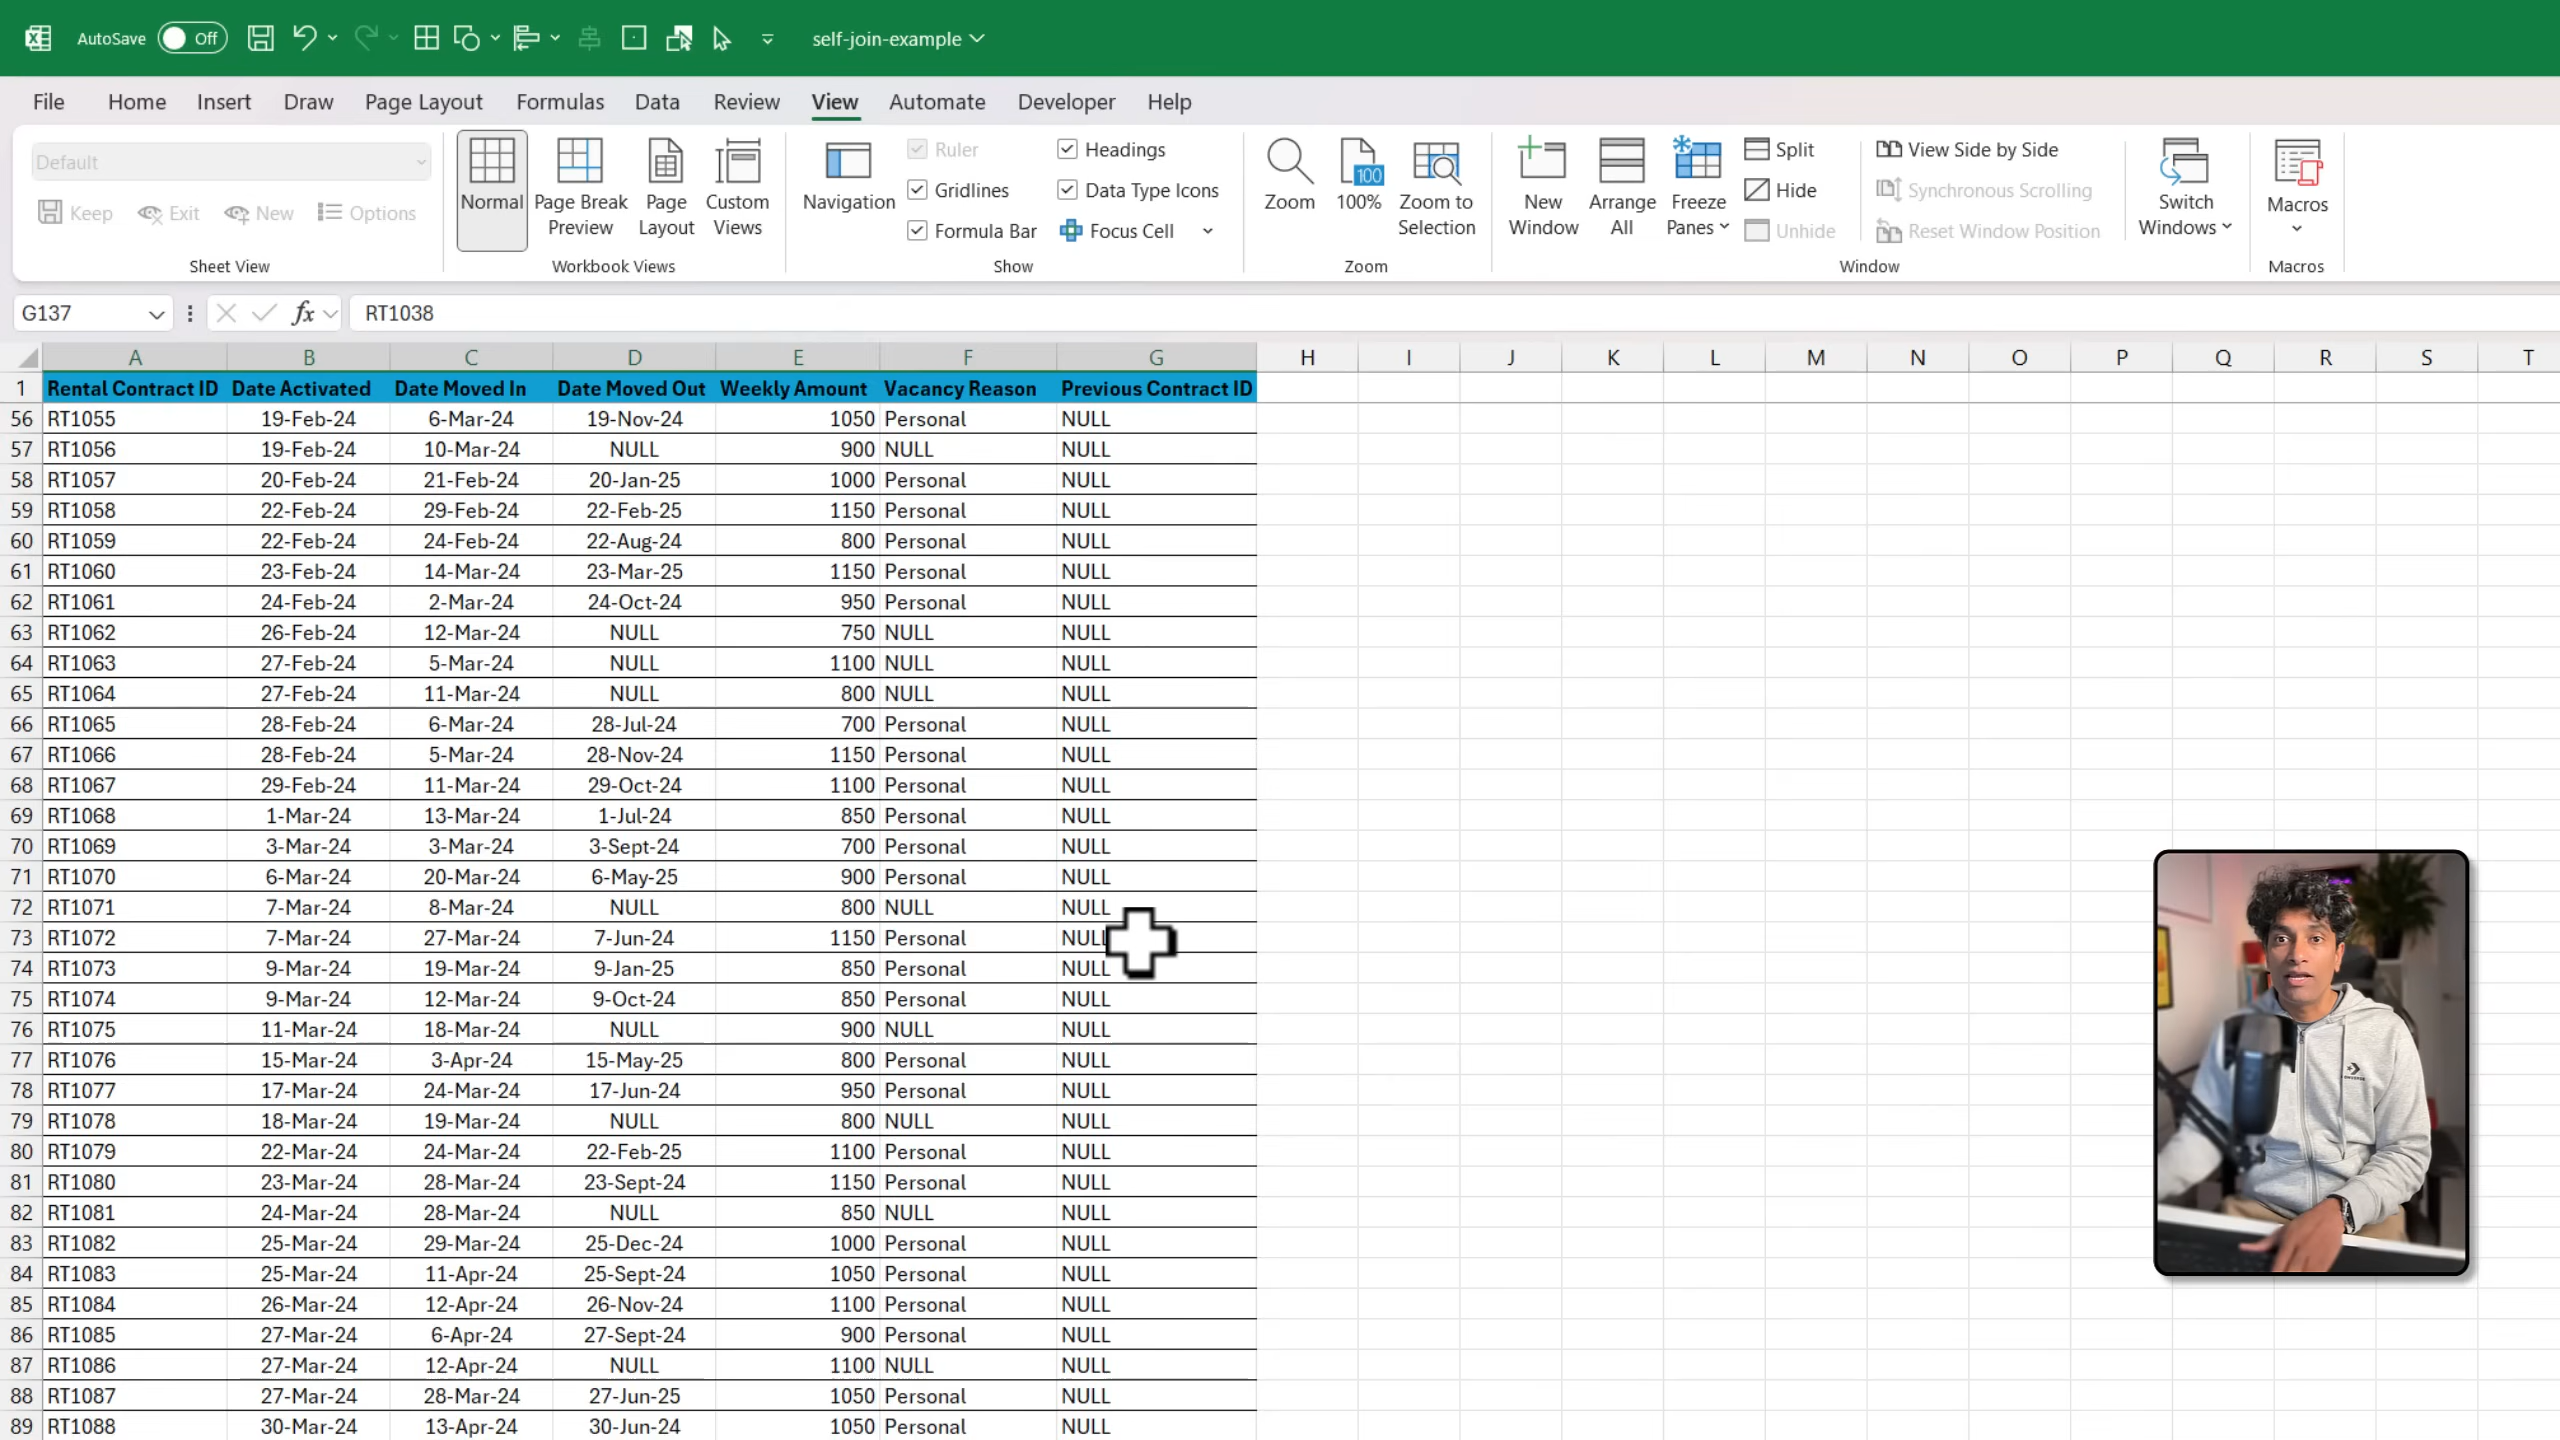 AutoSave Off self-join-example
File Home Insert Draw Page Layout Formulas Data Review View Automate Developer Help
Default
Keep Exit New Options
Sheet View
Normal Page Break Preview Page Layout Custom Views
Workbook Views
Navigation Ruler Headings
Gridlines Data Type Icons
Formula Bar Focus Cell
Show
Zoom 100 100% Zoom to Selection
Zoom
New Window Arrange All Freeze Panes Split
Hide
Unhide
View Side by Side
Synchronous Scrolling
Reset Window Position
Switch Windows
Window
Macros
Macros
G137 fx RT1038
A B C D E F G H I J K L M N O P Q R S T
1 Rental Contract ID Date Activated Date Moved In Date Moved Out Weekly Amount Vacancy Reason Previous Contract ID
56 RT1055 19-Feb-24 6-Mar-24 19-Nov-24 1050 Personal NULL
57 RT1056 19-Feb-24 10-Mar-24 NULL 900 NULL NULL
58 RT1057 20-Feb-24 21-Feb-24 20-Jan-25 1000 Personal NULL
59 RT1058 22-Feb-24 29-Feb-24 22-Feb-25 1150 Personal NULL
60 RT1059 22-Feb-24 24-Feb-24 22-Aug-24 800 Personal NULL
61 RT1060 23-Feb-24 14-Mar-24 23-Mar-25 1150 Personal NULL
62 RT1061 24-Feb-24 2-Mar-24 24-Oct-24 950 Personal NULL
63 RT1062 26-Feb-24 12-Mar-24 NULL 750 NULL NULL
64 RT1063 27-Feb-24 5-Mar-24 NULL 1100 NULL NULL
65 RT1064 27-Feb-24 11-Mar-24 NULL 800 NULL NULL
66 RT1065 28-Feb-24 6-Mar-24 28-Jul-24 700 Personal NULL
67 RT1066 28-Feb-24 5-Mar-24 28-Nov-24 1150 Personal NULL
68 RT1067 29-Feb-24 11-Mar-24 29-Oct-24 1100 Personal NULL
69 RT1068 1-Mar-24 13-Mar-24 1-Jul-24 850 Personal NULL
70 RT1069 3-Mar-24 3-Mar-24 3-Sept-24 700 Personal NULL
71 RT1070 6-Mar-24 20-Mar-24 6-May-25 900 Personal NULL
72 RT1071 7-Mar-24 8-Mar-24 NULL 800 NULL NULL
73 RT1072 7-Mar-24 27-Mar-24 7-Jun-24 1150 Personal NULL
74 RT1073 9-Mar-24 19-Mar-24 9-Jan-25 850 Personal NULL
75 RT1074 9-Mar-24 12-Mar-24 9-Oct-24 850 Personal NULL
76 RT1075 11-Mar-24 18-Mar-24 NULL 900 NULL NULL
77 RT1076 15-Mar-24 3-Apr-24 15-May-25 800 Personal NULL
78 RT1077 17-Mar-24 24-Mar-24 17-Jun-24 950 Personal NULL
79 RT1078 18-Mar-24 19-Mar-24 NULL 800 NULL NULL
80 RT1079 22-Mar-24 24-Mar-24 22-Feb-25 1100 Personal NULL
81 RT1080 23-Mar-24 28-Mar-24 23-Sept-24 1150 Personal NULL
82 RT1081 24-Mar-24 28-Mar-24 NULL 850 NULL NULL
83 RT1082 25-Mar-24 29-Mar-24 25-Dec-24 1000 Personal NULL
84 RT1083 25-Mar-24 11-Apr-24 25-Sept-24 1050 Personal NULL
85 RT1084 26-Mar-24 12-Apr-24 26-Nov-24 1100 Personal NULL
86 RT1085 27-Mar-24 6-Apr-24 27-Sept-24 900 Personal NULL
87 RT1086 27-Mar-24 12-Apr-24 NULL 1100 NULL NULL
88 RT1087 27-Mar-24 28-Mar-24 27-Jun-25 1050 Personal NULL
89 RT1088 30-Mar-24 13-Apr-24 30-Jun-24 1050 Personal NULL